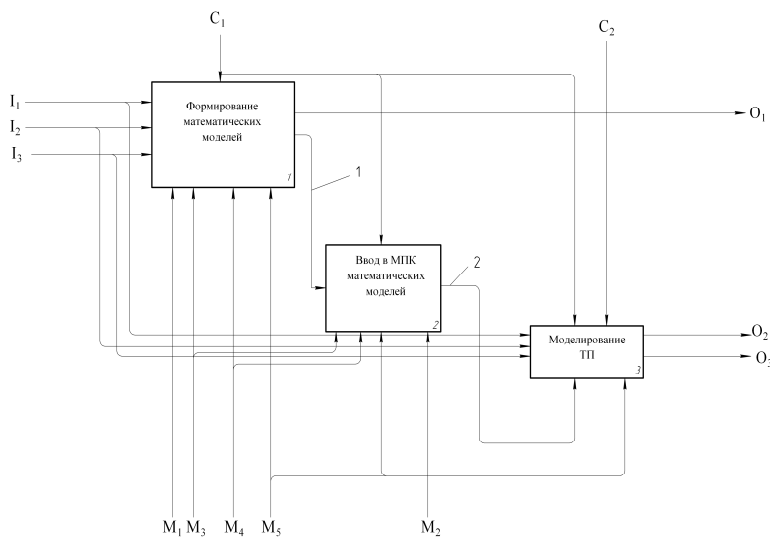 C1
C2
I1
I2
I3
Формирование
математических
моделей
1
O1
1
Ввод в МПК
математических
моделей
2
2
Моделирование
ТП
3
O2
O3
M1 M3 M4 M5 M2